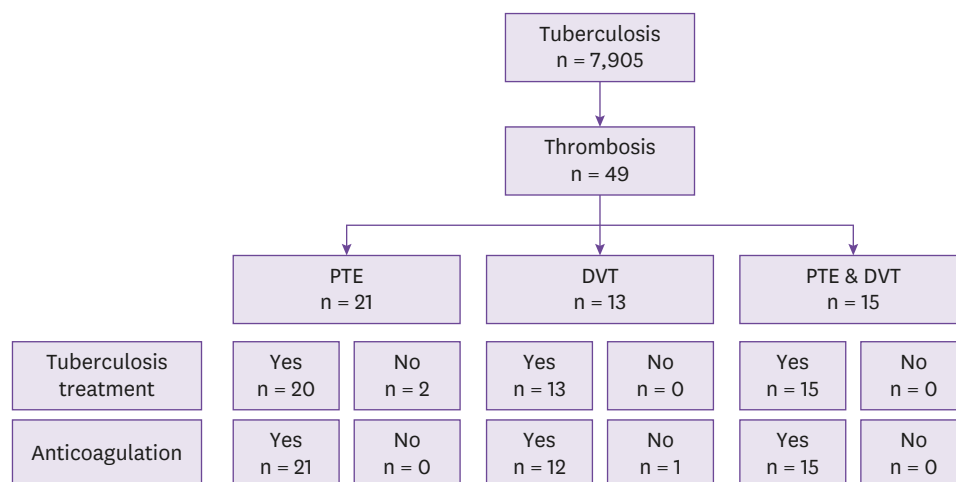 Tuberculosis
n = 7,905
Thrombosis
n = 49
PTE
n = 21
DVT
n = 13
PTE & DVT
n = 15
Tuberculosis
treatment
Yes
n = 20
No
n = 2
Yes
n = 13
No
n = 0
Yes
n = 15
No
n = 0
Anticoagulation
Yes
n = 21
No
n = 0
Yes
n = 12
No
n = 1
Yes
n = 15
No
n = 0